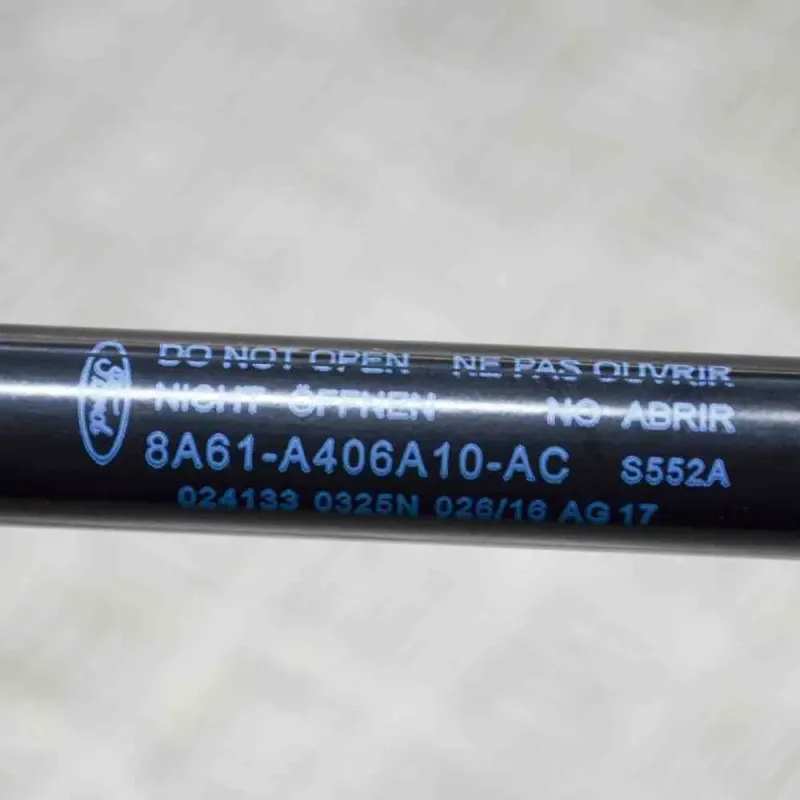 Ford
DO NOT OPEN NE PAS OUVRIR
NICHT ÖFFNEN NO ABRIR
8A61-A406A10-AC S552A
024133 0325N 026/16 AG 17